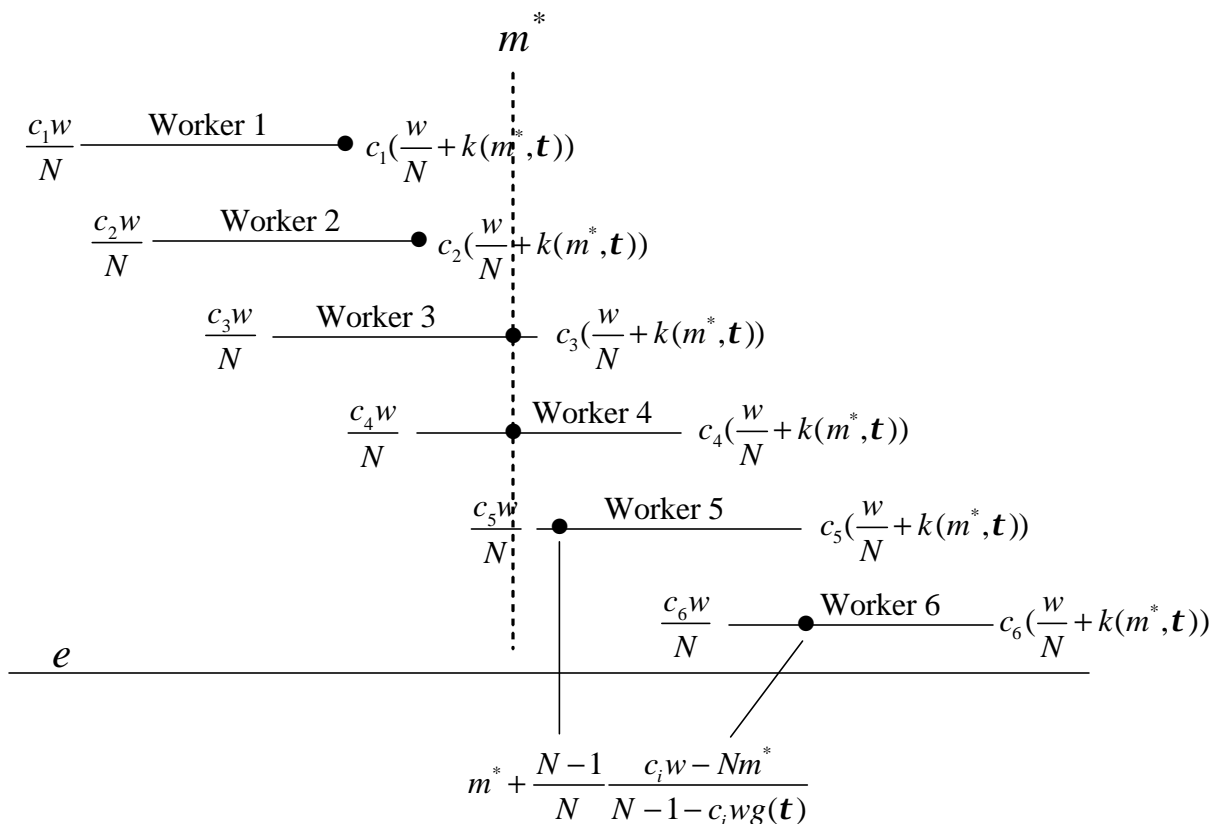 m*
c₁w/N Worker 1 c₁(w/N + k(m*,t))
c₂w/N Worker 2 c₂(w/N + k(m*,t))
c₃w/N Worker 3 c₃(w/N + k(m*,t))
c₄w/N Worker 4 c₄(w/N + k(m*,t))
c₅w/N Worker 5 c₅(w/N + k(m*,t))
c₆w/N Worker 6 c₆(w/N + k(m*,t))
e
m* + (N−1)/N (cᵢw − Nm*)/(N−1−cᵢwg(t))